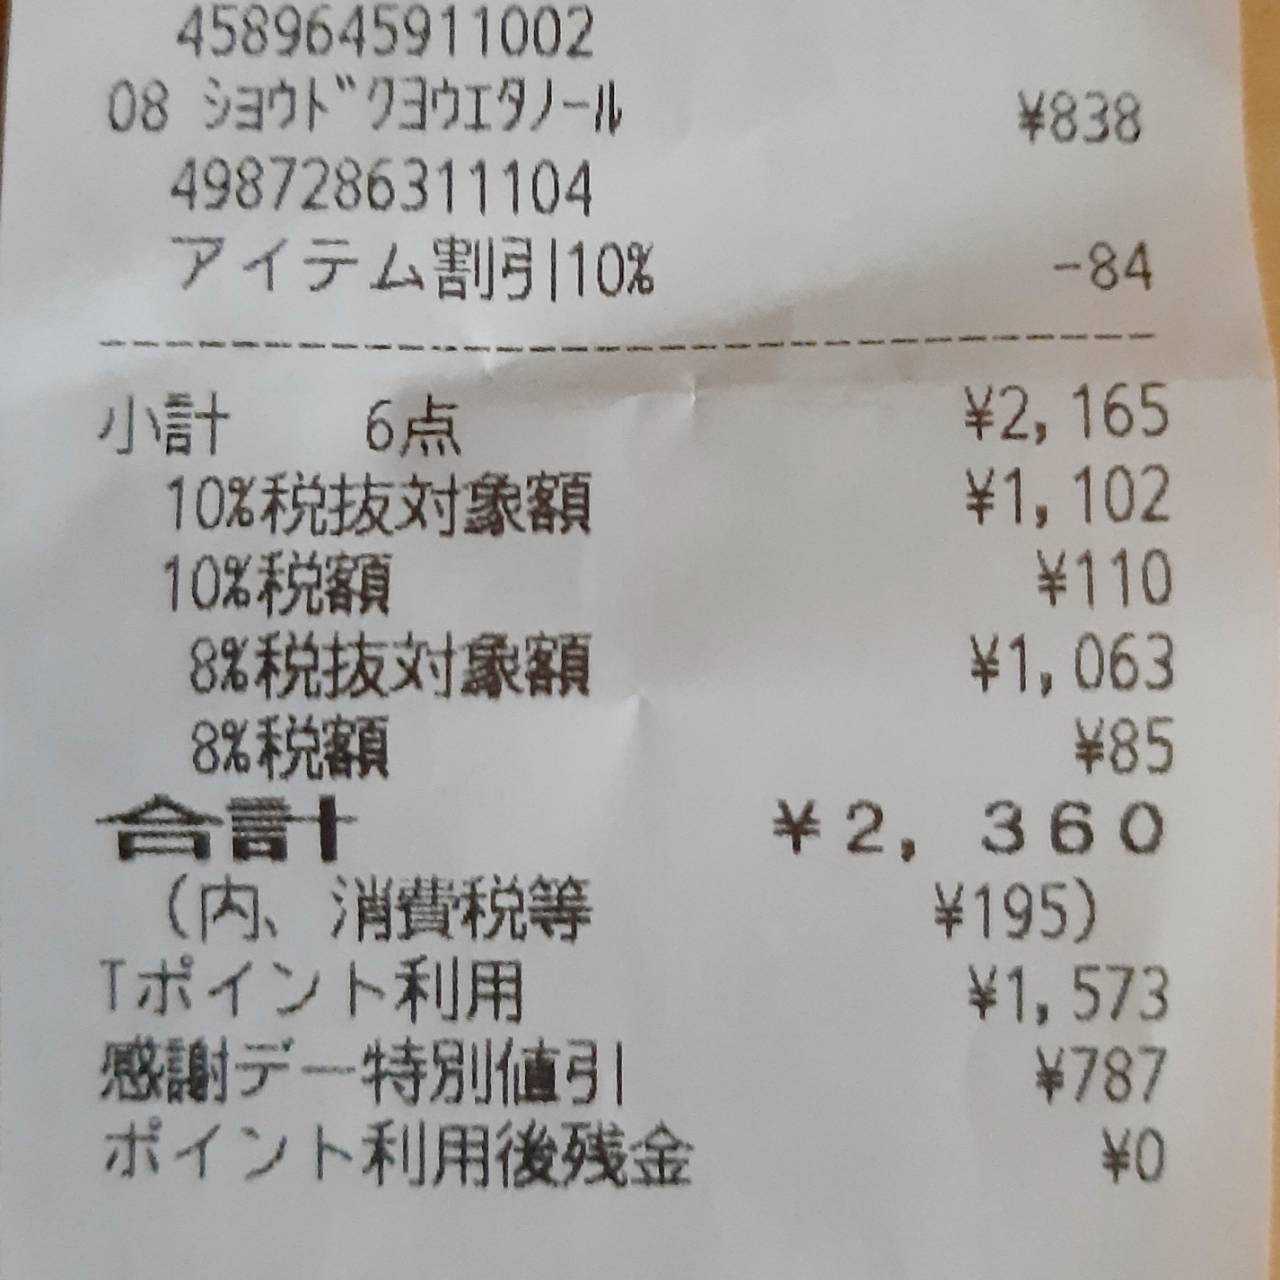 4589645911002
08 ショウドクヨウエタノール ¥838
4987286311104
アイテム割引10% -84
小計 6点 ¥2,165
10%税抜対象額 ¥1,102
10%税額 ¥110
8%税抜対象額 ¥1,063
8%税額 ¥85
合計 ¥2,360
(内、消費税等 ¥195)
Tポイント利用 ¥1,573
感謝デー特別値引 ¥787
ポイント利用後残金 ¥0